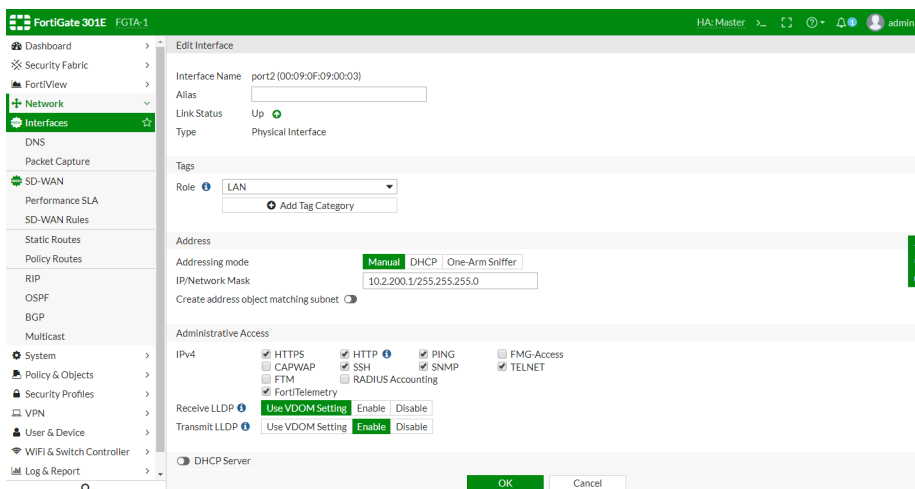 FortiGate 301E FGTA-1 HA: Master >_ 1 admin
Dashboard
Security Fabric
FortiView
Network
Interfaces
DNS
Packet Capture
SD-WAN
Performance SLA
SD-WAN Rules
Static Routes
Policy Routes
RIP
OSPF
BGP
Multicast
System
Policy & Objects
Security Profiles
VPN
User & Device
WiFi & Switch Controller
Log & Report
Edit Interface
Interface Name port2 (00:09:0F:09:00:03)
Alias
Link Status Up
Type Physical Interface
Tags
Role LAN
Add Tag Category
Address
Addressing mode Manual DHCP One-Arm Sniffer
IP/Network Mask 10.2.200.1/255.255.255.0
Create address object matching subnet
Administrative Access
IPv4 HTTPS HTTP PING FMG-Access
CAPWAP SSH SNMP TELNET
FTM RADIUS Accounting
FortiTelemetry
Receive LLDP Use VDOM Setting Enable Disable
Transmit LLDP Use VDOM Setting Enable Disable
DHCP Server
OK Cancel